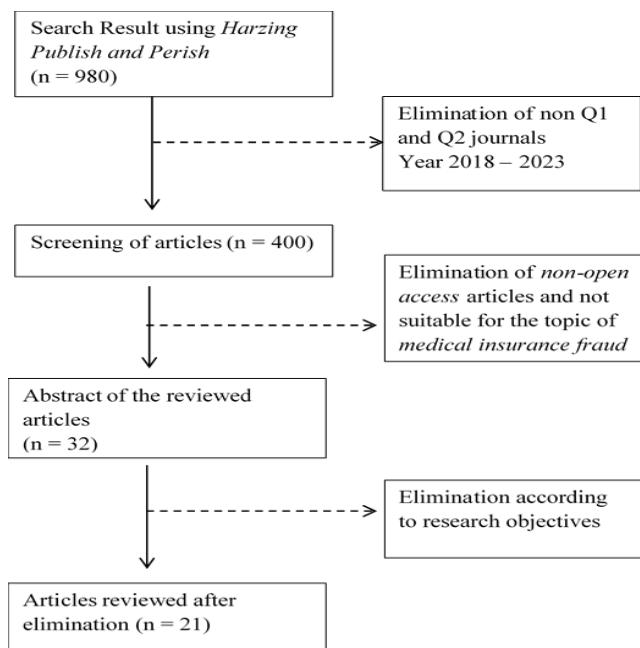 Search Result using Harzing
Publish and Perish
(n = 980)
Elimination of non Q1
and Q2 journals
Year 2018 – 2023
Screening of articles (n = 400)
Elimination of non-open
access articles and not
suitable for the topic of
medical insurance fraud
Abstract of the reviewed
articles
(n = 32)
Elimination according
to research objectives
Articles reviewed after
elimination (n = 21)